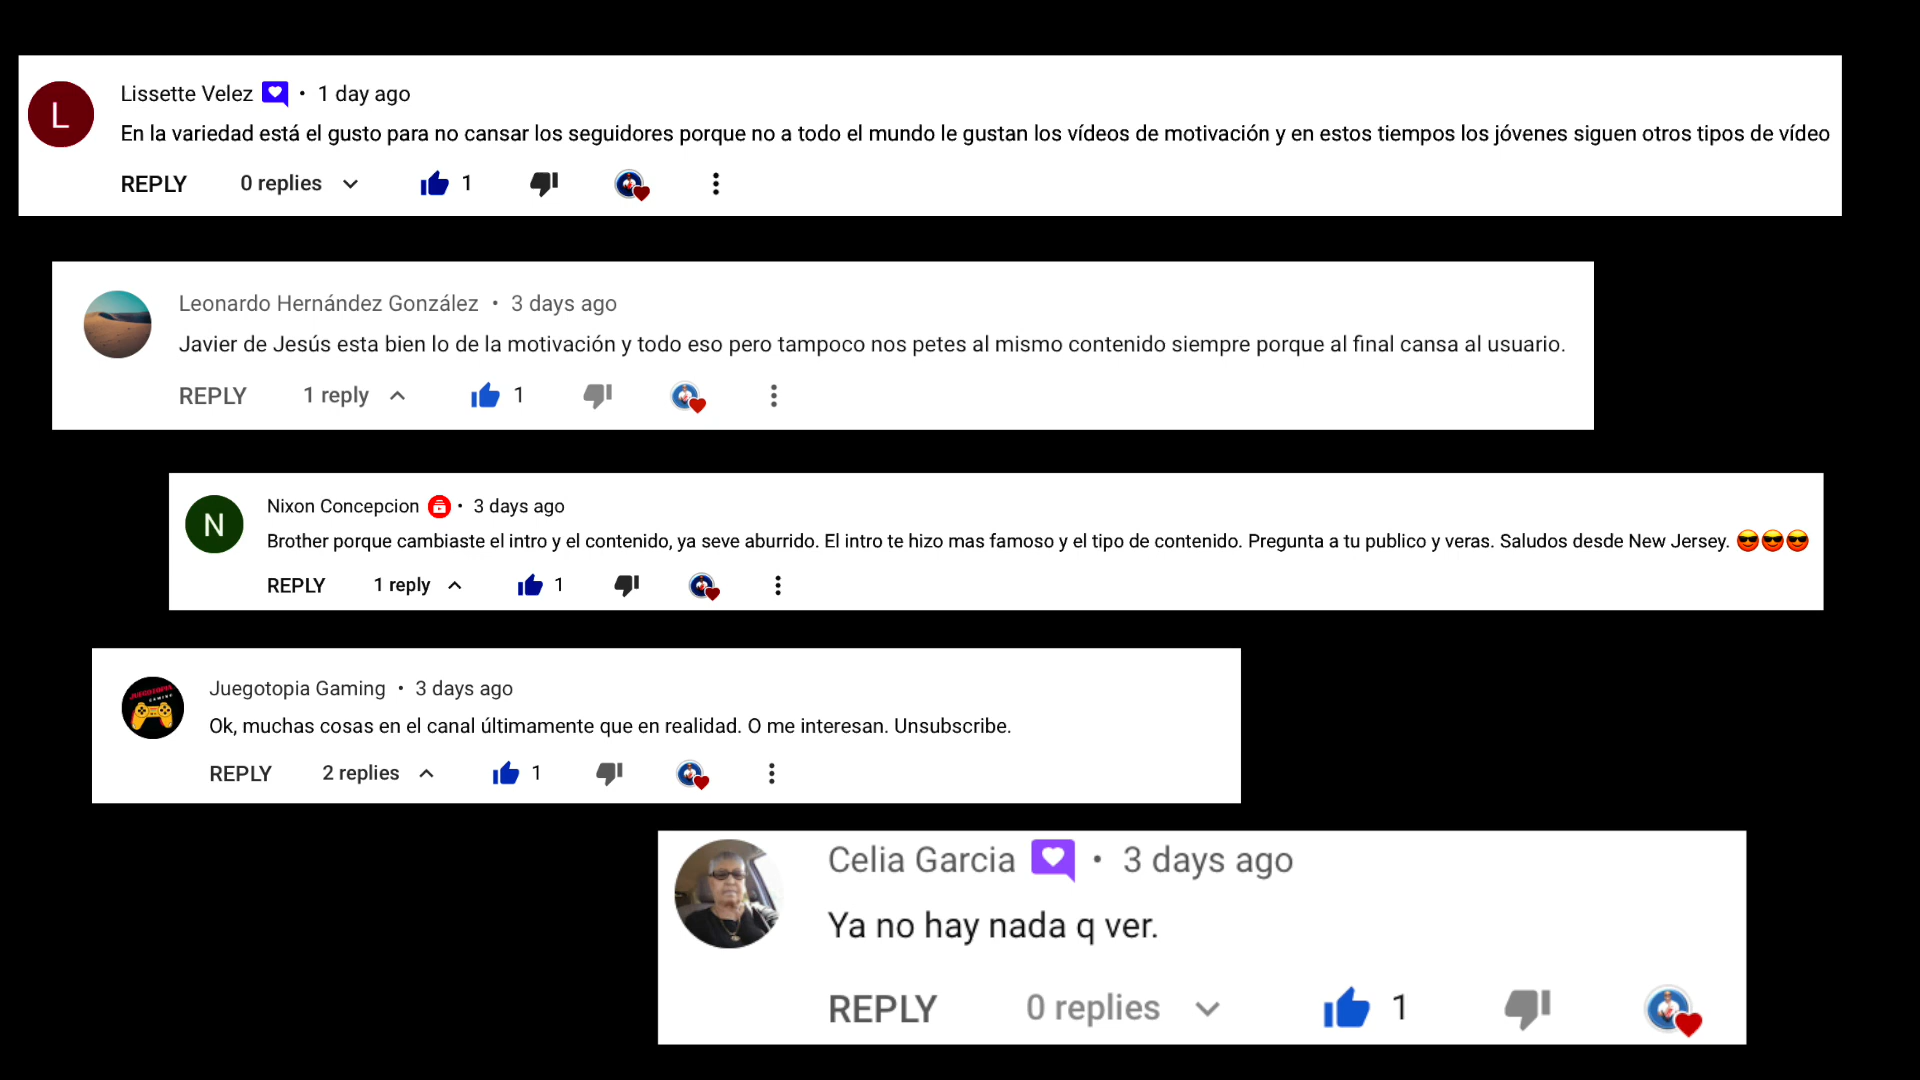 L
Lissette Velez • 1 day ago
En la variedad está el gusto para no cansar los seguidores porque no a todo el mundo le gustan los vídeos de motivación y en estos tiempos los jóvenes siguen otros tipos de vídeo
REPLY 0 replies 1
Leonardo Hernández González • 3 days ago
Javier de Jesús esta bien lo de la motivación y todo eso pero tampoco nos petes al mismo contenido siempre porque al final cansa al usuario.
REPLY 1 reply 1
N
Nixon Concepcion • 3 days ago
Brother porque cambiaste el intro y el contenido, ya seve aburrido. El intro te hizo mas famoso y el tipo de contenido. Pregunta a tu publico y veras. Saludos desde New Jersey. 😎😎😎
REPLY 1 reply 1
JUEGOTOPIA
GAMING
Juegotopia Gaming • 3 days ago
Ok, muchas cosas en el canal últimamente que en realidad. O me interesan. Unsubscribe.
REPLY 2 replies 1
Celia Garcia • 3 days ago
Ya no hay nada q ver.
REPLY 0 replies 1